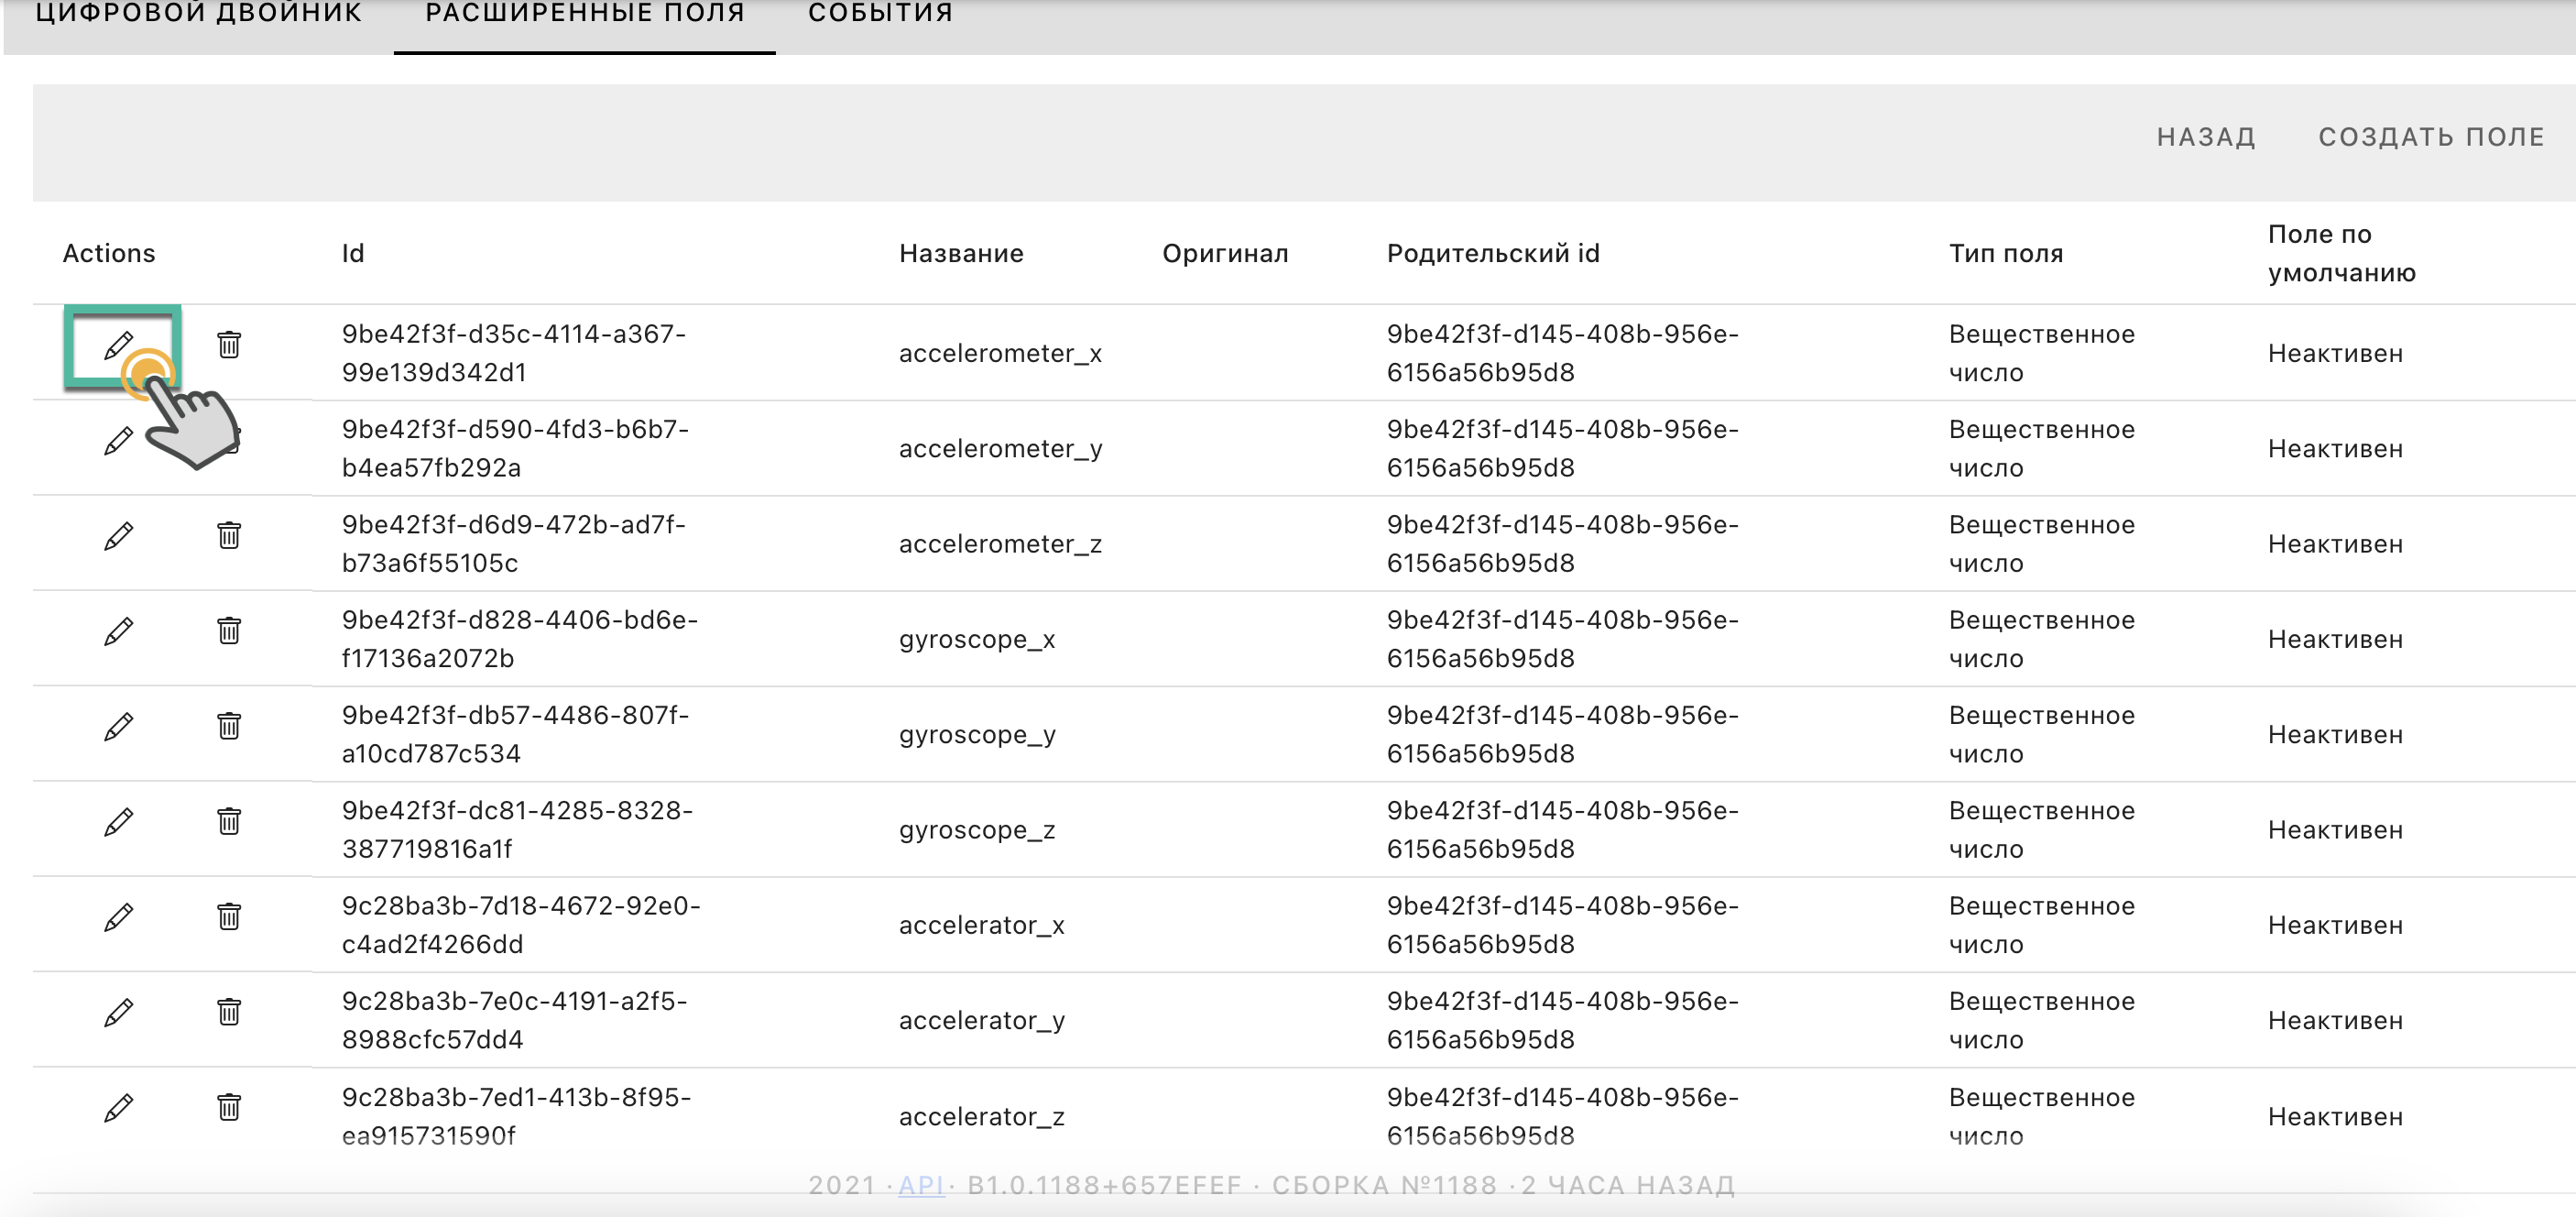 ЦИФРОВОЙ ДВОЙНИК РАСШИРЕННЫЕ ПОЛЯ СОБЫТИЯ
НАЗАД СОЗДАТЬ ПОЛЕ
Actions Id Название Оригинал Родительский id Тип поля Поле по
умолчанию
9be42f3f-d35c-4114-a367- accelerometer_x 9be42f3f-d145-408b-956e- Вещественное Неактивен
99e139d342d1 6156a56b95d8 число
9be42f3f-d590-4fd3-b6b7- accelerometer_y 9be42f3f-d145-408b-956e- Вещественное Неактивен
b4ea57fb292a 6156a56b95d8 число
9be42f3f-d6d9-472b-ad7f- accelerometer_z 9be42f3f-d145-408b-956e- Вещественное Неактивен
b73a6f55105c 6156a56b95d8 число
9be42f3f-d828-4406-bd6e- gyroscope_x 9be42f3f-d145-408b-956e- Вещественное Неактивен
f17136a2072b 6156a56b95d8 число
9be42f3f-db57-4486-807f- gyroscope_y 9be42f3f-d145-408b-956e- Вещественное Неактивен
a10cd787c534 6156a56b95d8 число
9be42f3f-dc81-4285-8328- gyroscope_z 9be42f3f-d145-408b-956e- Вещественное Неактивен
387719816a1f 6156a56b95d8 число
9c28ba3b-7d18-4672-92e0- accelerator_x 9be42f3f-d145-408b-956e- Вещественное Неактивен
c4ad2f4266dd 6156a56b95d8 число
9c28ba3b-7e0c-4191-a2f5- accelerator_y 9be42f3f-d145-408b-956e- Вещественное Неактивен
8988cfc57dd4 6156a56b95d8 число
9c28ba3b-7ed1-413b-8f95- accelerator_z 9be42f3f-d145-408b-956e- Вещественное Неактивен
ea915731590f 6156a56b95d8 число
2021 · API · B1.0.1188+657EFEF · СБОРКА №1188 · 2 ЧАСА НАЗАД